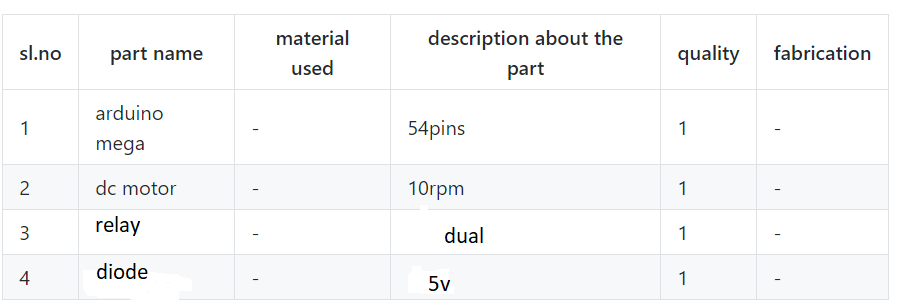 sl.no part name material used description about the part quality fabrication
1 arduino mega - 54pins 1 -
2 dc motor - 10rpm 1 -
3 relay - dual 1 -
4 diode - 5v 1 -